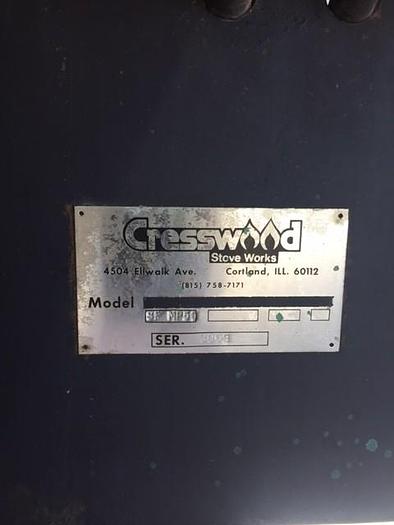 Cresswood
Stove Works
4504 Ellwalk Ave. Cortland, ILL. 60112
(815) 758-7171
Model
SER.